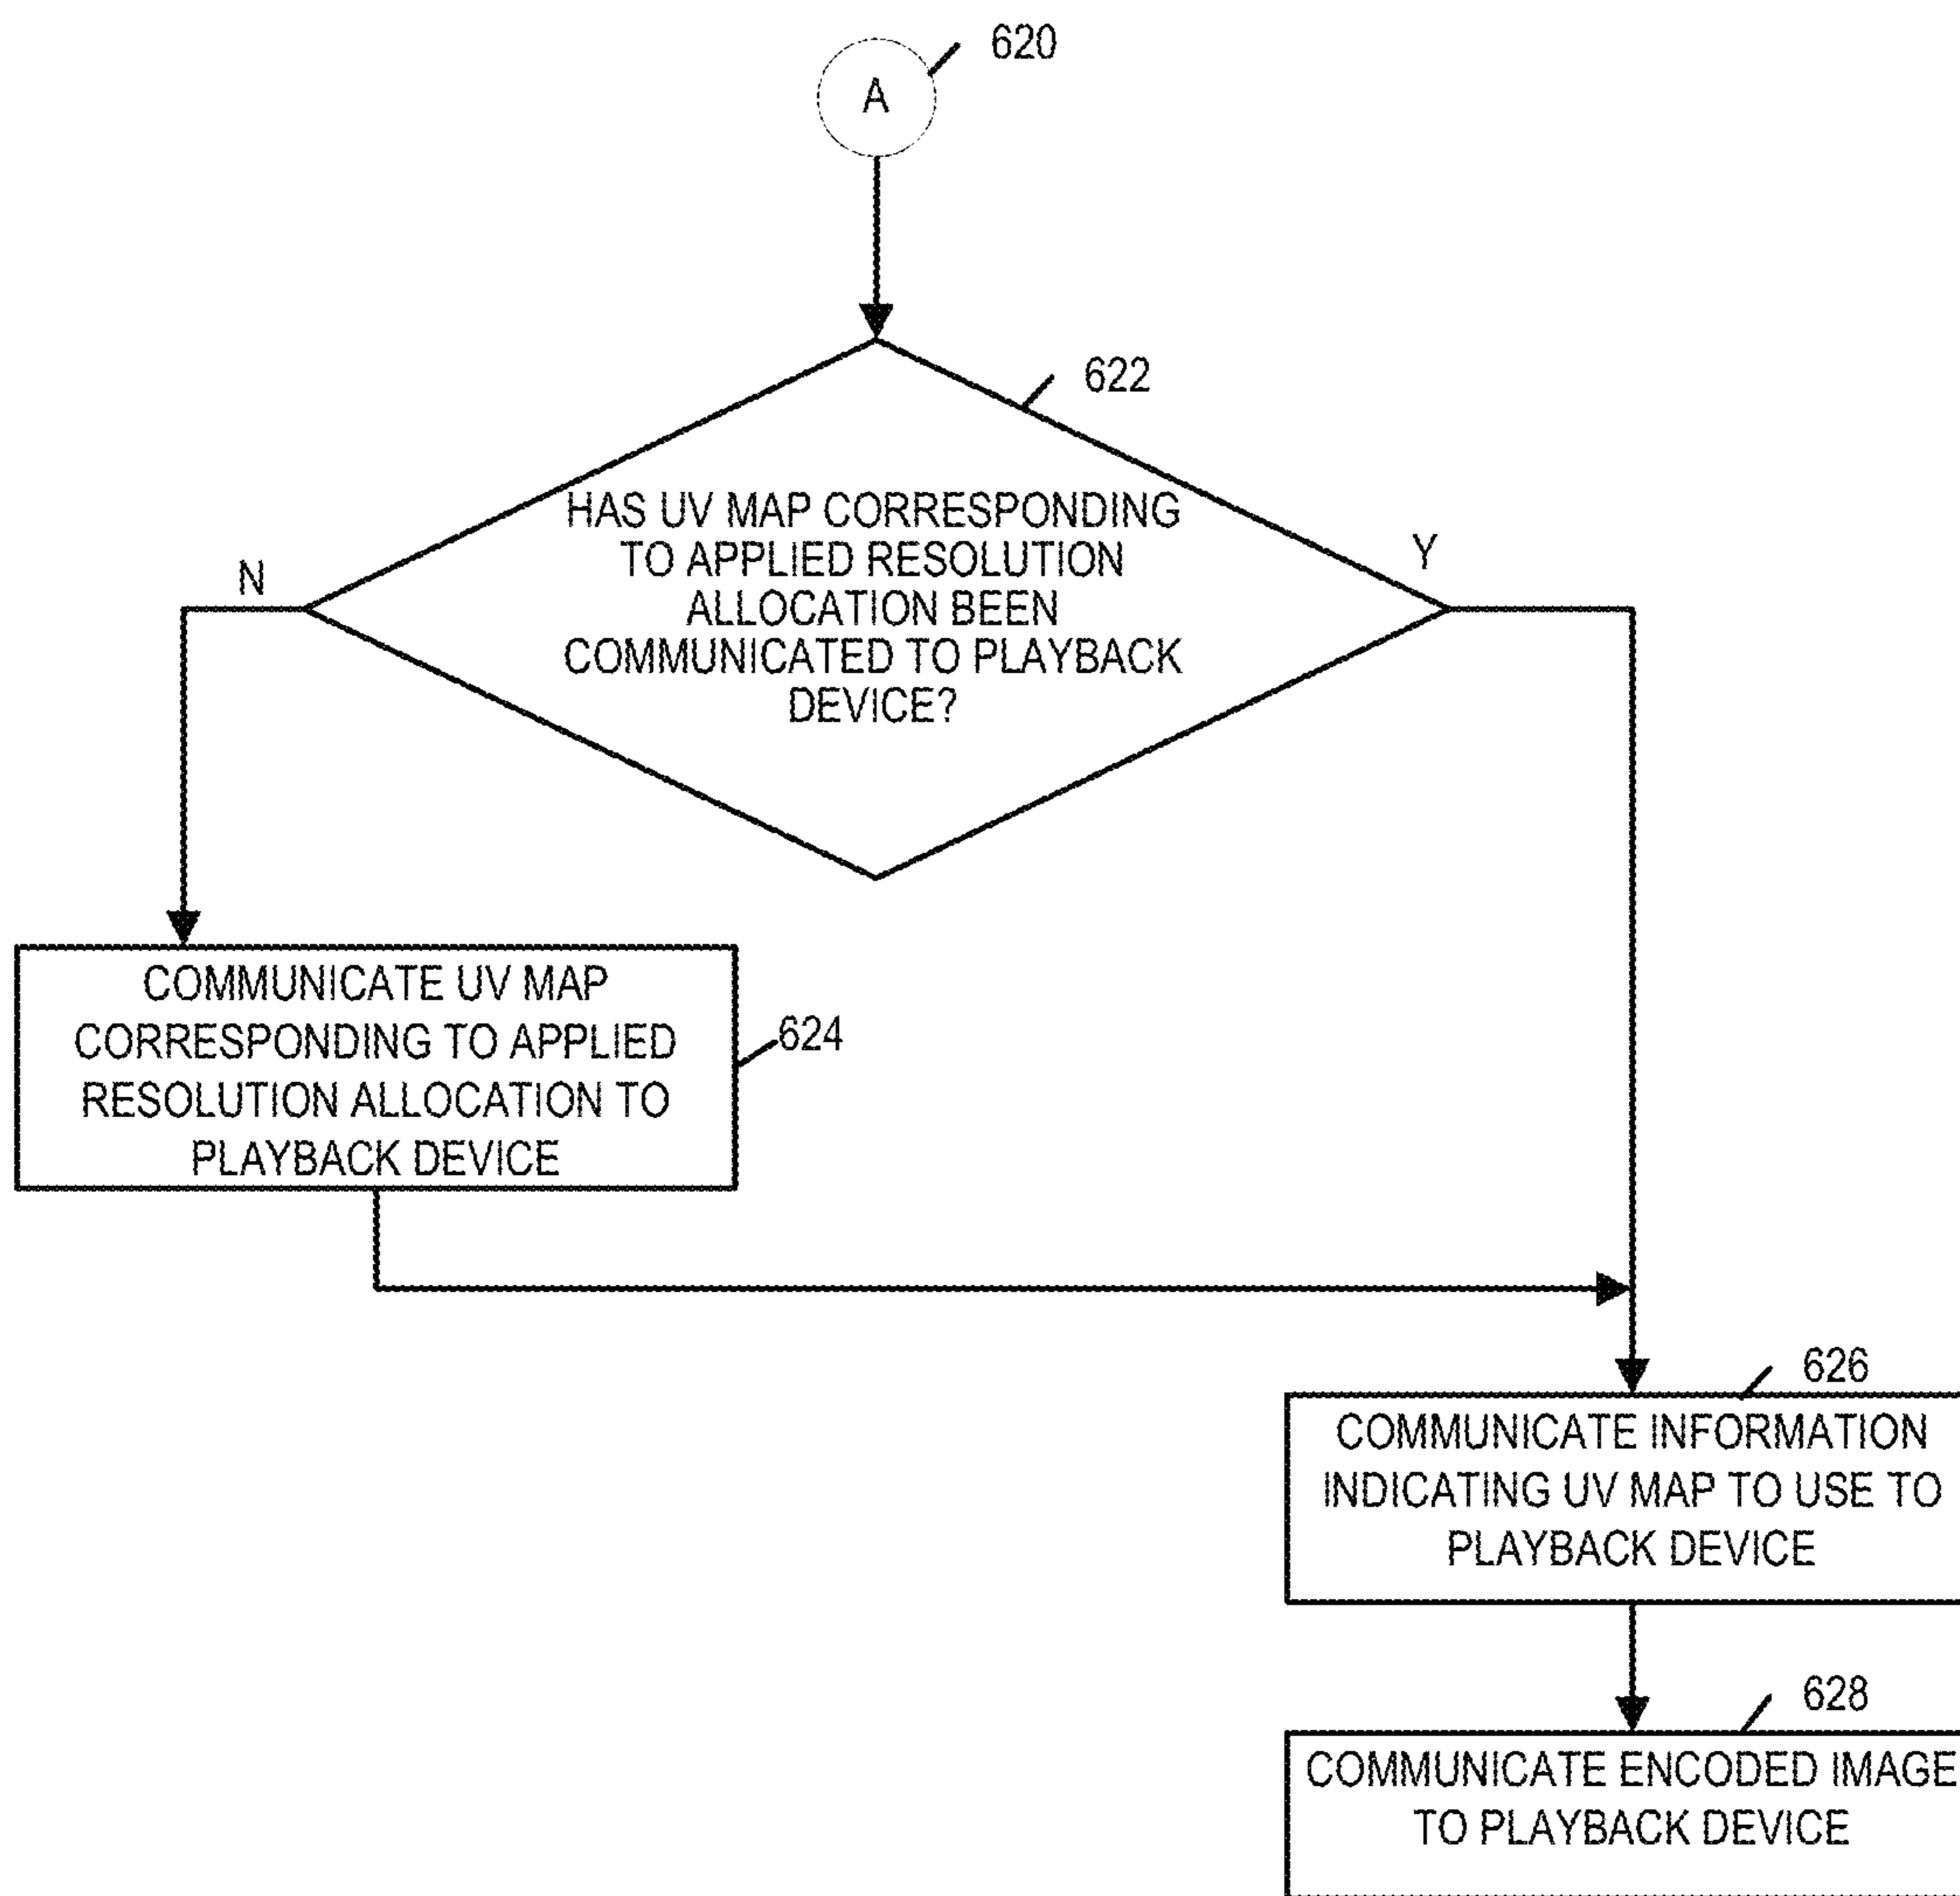 620
A
622
HAS UV MAP CORRESPONDING
TO APPLIED RESOLUTION
ALLOCATION BEEN
COMMUNICATED TO PLAYBACK
DEVICE?
N
Y
COMMUNICATE UV MAP
CORRESPONDING TO APPLIED
RESOLUTION ALLOCATION TO
PLAYBACK DEVICE
624
626
COMMUNICATE INFORMATION
INDICATING UV MAP TO USE TO
PLAYBACK DEVICE
628
COMMUNICATE ENCODED IMAGE
TO PLAYBACK DEVICE